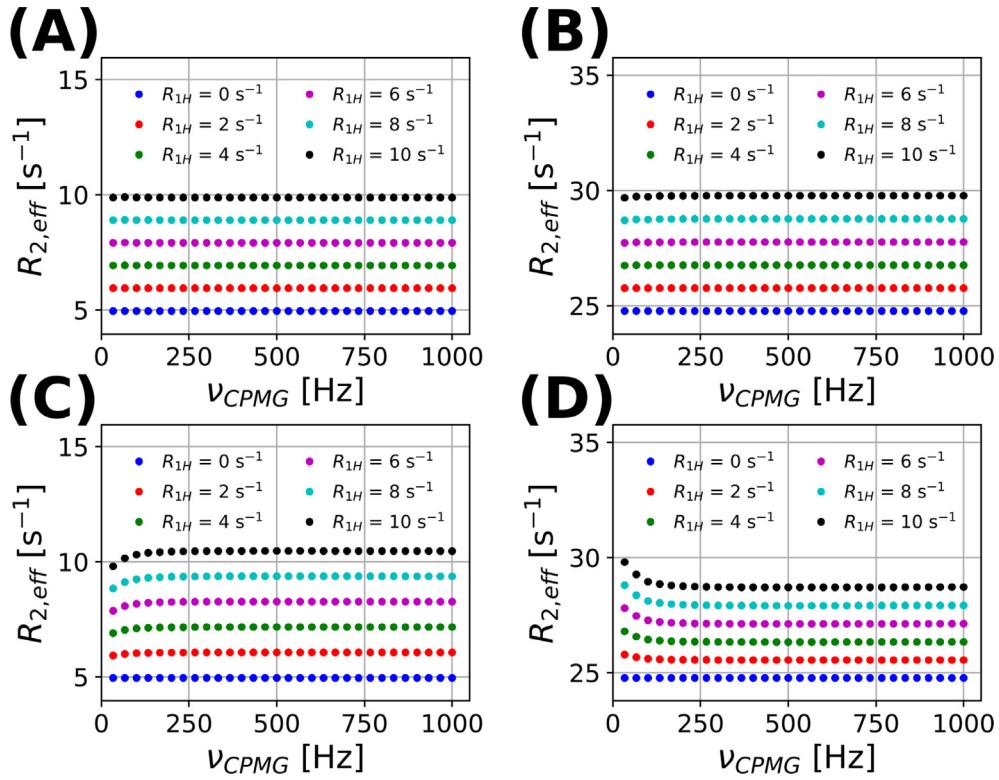 (A)
R2,eff [s−1]
15
10
5
R1H = 0 s−1 R1H = 6 s−1
R1H = 2 s−1 R1H = 8 s−1
R1H = 4 s−1 R1H = 10 s−1
0 250 500 750 1000
νCPMG [Hz]
(B)
R2,eff [s−1]
35
30
25
R1H = 0 s−1 R1H = 6 s−1
R1H = 2 s−1 R1H = 8 s−1
R1H = 4 s−1 R1H = 10 s−1
0 250 500 750 1000
νCPMG [Hz]
(C)
R2,eff [s−1]
15
10
5
R1H = 0 s−1 R1H = 6 s−1
R1H = 2 s−1 R1H = 8 s−1
R1H = 4 s−1 R1H = 10 s−1
0 250 500 750 1000
νCPMG [Hz]
(D)
R2,eff [s−1]
35
30
25
R1H = 0 s−1 R1H = 6 s−1
R1H = 2 s−1 R1H = 8 s−1
R1H = 4 s−1 R1H = 10 s−1
0 250 500 750 1000
νCPMG [Hz]